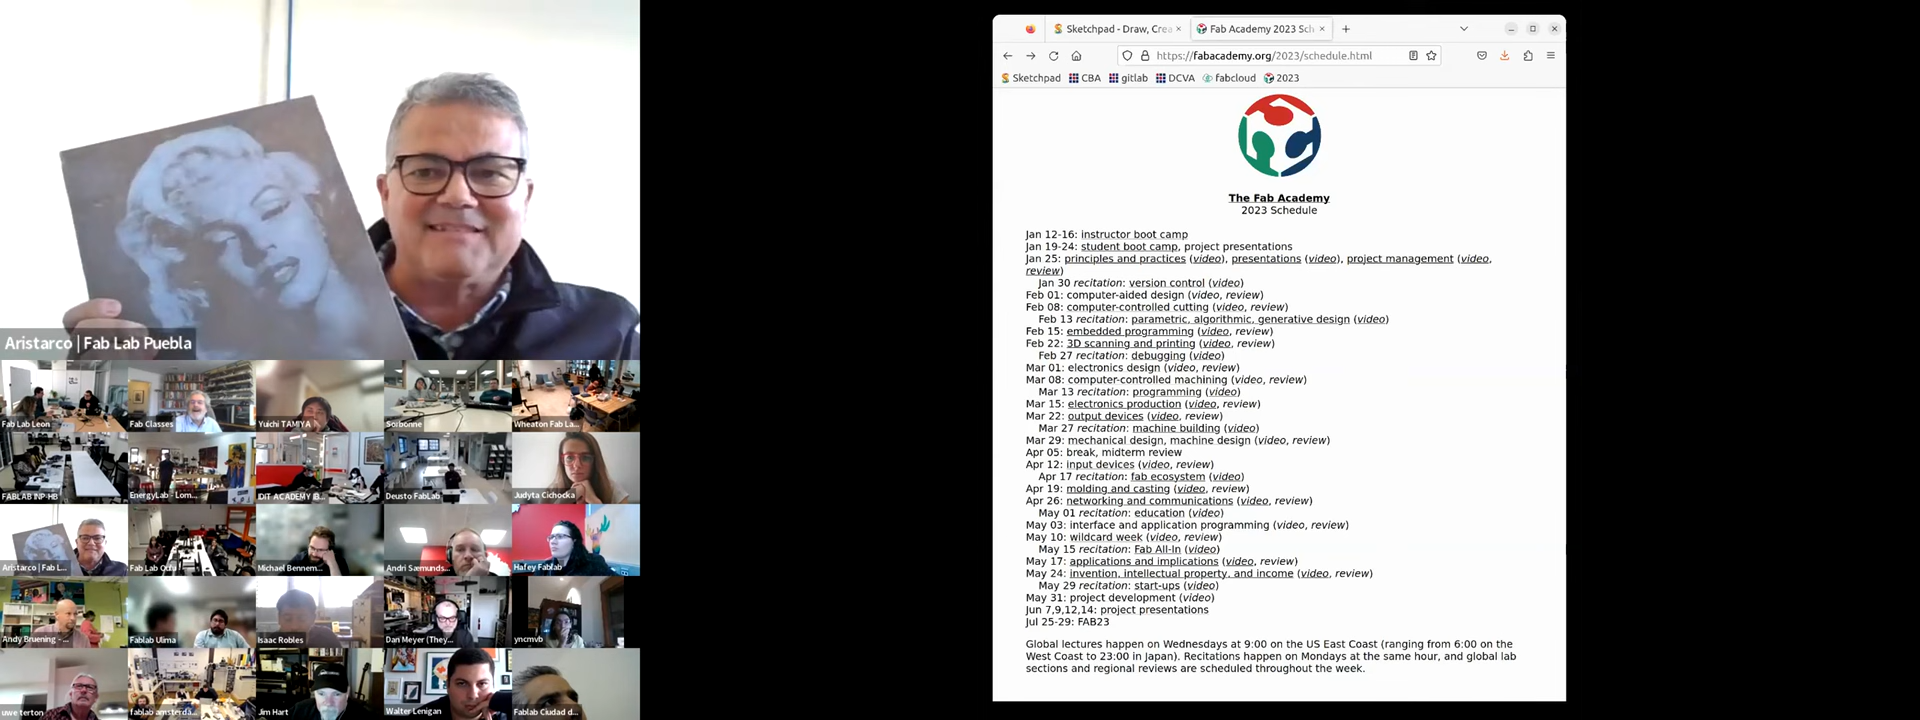 Aristarco | Fab Lab Puebla
Fab Lab Leon
Fab Classes
Yuichi TAMIYA
Sorbonne
Wheaton Fab La...
FABLAB INP-HB
EnergyLab - Lom...
IDIT ACADEMY IB...
Deusto FabLab
Judyta Cichocka
Aristarco | Fab L...
Fab Lab Oulu
Michael Bennem...
Andri Sæmunds...
Hafey Fablab
Andy Bruening - ...
Fablab Ulima
Isaac Robles
Dan Meyer (They...
yncmvb
uwe terton
fablab amsterda...
Jim Hart
Walter Lenigan
Fablab Ciudad d...
Sketchpad - Draw, Crea
Fab Academy 2023 Sch
https://fabacademy.org/2023/schedule.html
Sketchpad CBA gitlab DCVA fabcloud 2023
The Fab Academy
2023 Schedule
Jan 12-16: instructor boot camp
Jan 19-24: student boot camp, project presentations
Jan 25: principles and practices (video), presentations (video), project management (video,
review)
Jan 30 recitation: version control (video)
Feb 01: computer-aided design (video, review)
Feb 08: computer-controlled cutting (video, review)
Feb 13 recitation: parametric, algorithmic, generative design (video)
Feb 15: embedded programming (video, review)
Feb 22: 3D scanning and printing (video, review)
Feb 27 recitation: debugging (video)
Mar 01: electronics design (video, review)
Mar 08: computer-controlled machining (video, review)
Mar 13 recitation: programming (video)
Mar 15: electronics production (video, review)
Mar 22: output devices (video, review)
Mar 27 recitation: machine building (video)
Mar 29: mechanical design, machine design (video, review)
Apr 05: break, midterm review
Apr 12: input devices (video, review)
Apr 17 recitation: fab ecosystem (video)
Apr 19: molding and casting (video, review)
Apr 26: networking and communications (video, review)
May 01 recitation: education (video)
May 03: interface and application programming (video, review)
May 10: wildcard week (video, review)
May 15 recitation: Fab All-In (video)
May 17: applications and implications (video, review)
May 24: invention, intellectual property, and income (video, review)
May 29 recitation: start-ups (video)
May 31: project development (video)
Jun 7,9,12,14: project presentations
Jul 25-29: FAB23
Global lectures happen on Wednesdays at 9:00 on the US East Coast (ranging from 6:00 on the
West Coast to 23:00 in Japan). Recitations happen on Mondays at the same hour, and global lab
sections and regional reviews are scheduled throughout the week.